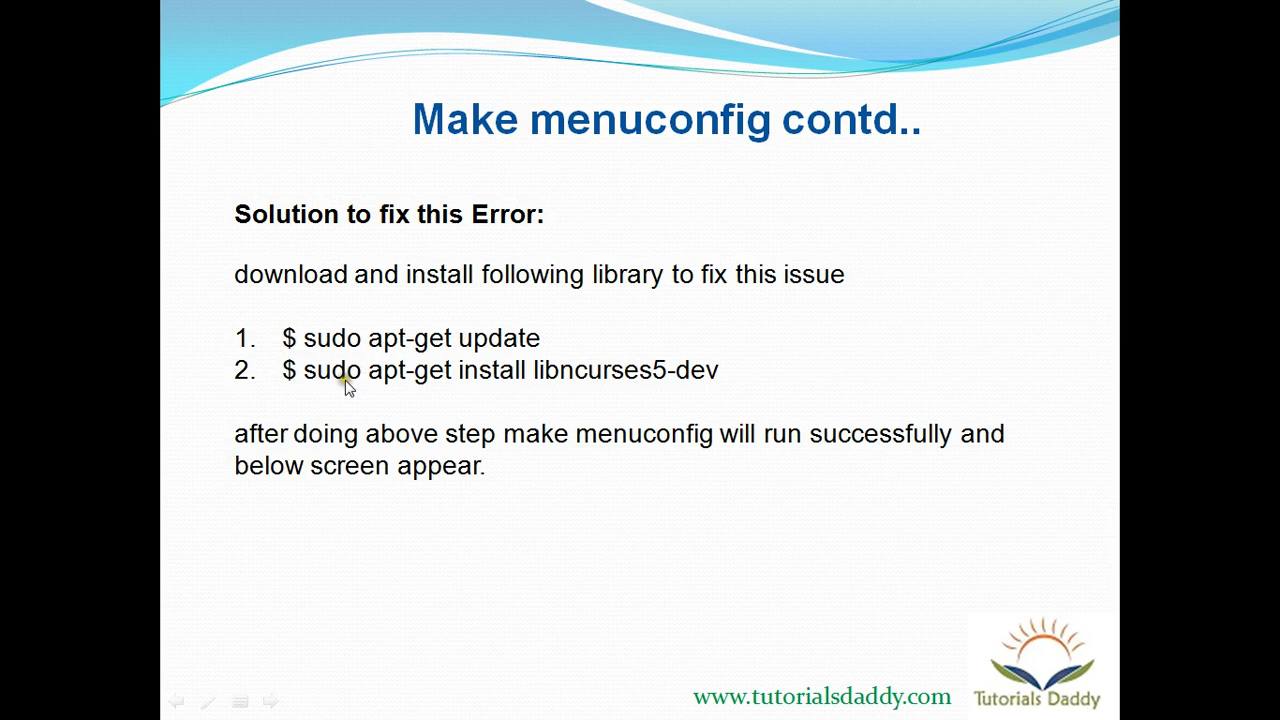 Make menuconfig contd..
Solution to fix this Error:
download and install following library to fix this issue
1. $ sudo apt-get update
2. $ sudo apt-get install libncurses5-dev
after doing above step make menuconfig will run successfully and
below screen appear.
www.tutorialsdaddy.com
Tutorials Daddy